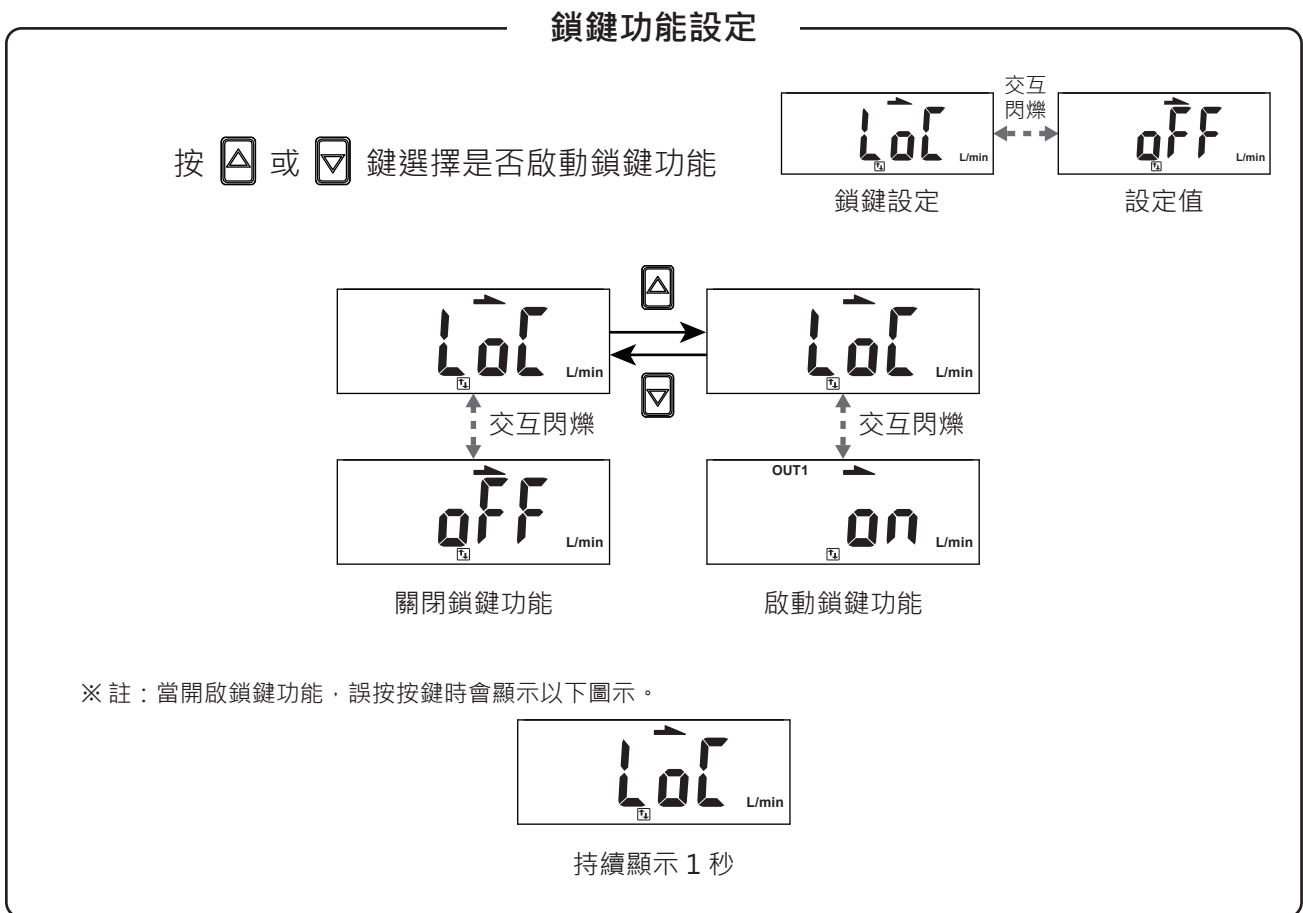 鎖鍵功能設定
按 或 鍵選擇是否啟動鎖鍵功能
LoC L/min
鎖鍵設定
交互
閃爍
oFF L/min
設定值
LoC L/min
LoC L/min
交互閃爍
交互閃爍
oFF L/min
OUT1
on L/min
關閉鎖鍵功能
啟動鎖鍵功能
※ 註：當開啟鎖鍵功能，誤按按鍵時會顯示以下圖示。
LoC L/min
持續顯示 1 秒